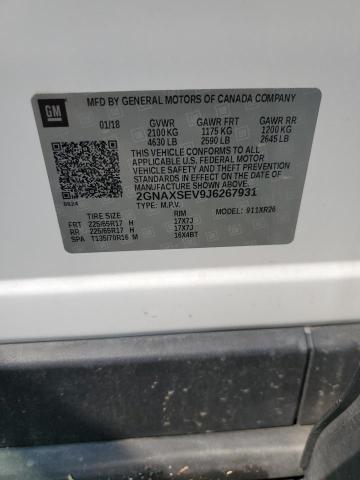 GM
MFD BY GENERAL MOTORS OF CANADA COMPANY
01/18 GVWR GAWR FRT GAWR RR
2100 KG 1175 KG 1200 KG
4630 LB 2590 LB 2645 LB
THIS VEHICLE CONFORMS TO ALL APPLICABLE
U.S. FEDERAL MOTOR VEHICLE SAFETY AND
THEFT PREVENTION STANDARDS IN EFFECT ON
THE DATE OF MANUFACTURE SHOWN ABOVE.
2GNAXSEV9J6267931
TYPE: M.P.V. MODEL: 911XR26
TIRE SIZE RIM
FRT 225/65R17 H 17X7J
RR 225/65R17 H 17X7J
SPA T135/70R16 M 16X4BT